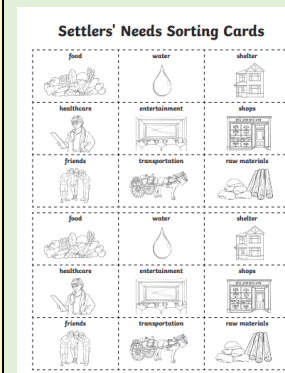 Settlers' Needs Sorting Cards
food water shelter
healthcare entertainment shops
friends transportation raw materials
food water shelter
healthcare entertainment shops
friends transportation raw materials